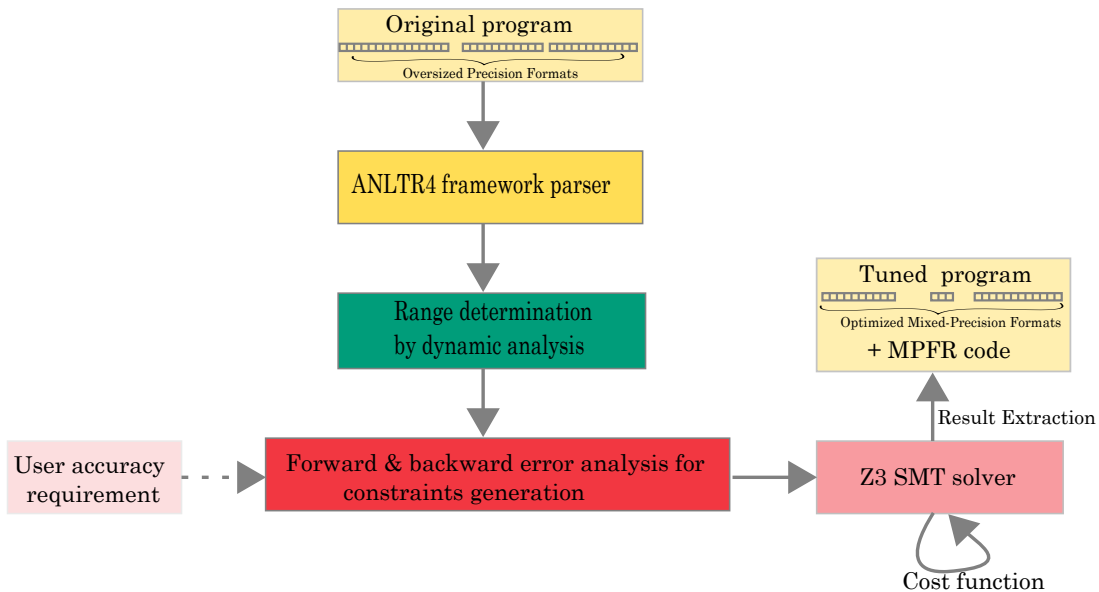 Original program
Oversized Precision Formats
ANLTR4 framework parser
Range determination
by dynamic analysis
Tuned program
Optimized Mixed-Precision Formats
+ MPFR code
Result Extraction
User accuracy
requirement
Forward & backward error analysis for
constraints generation
Z3 SMT solver
Cost function